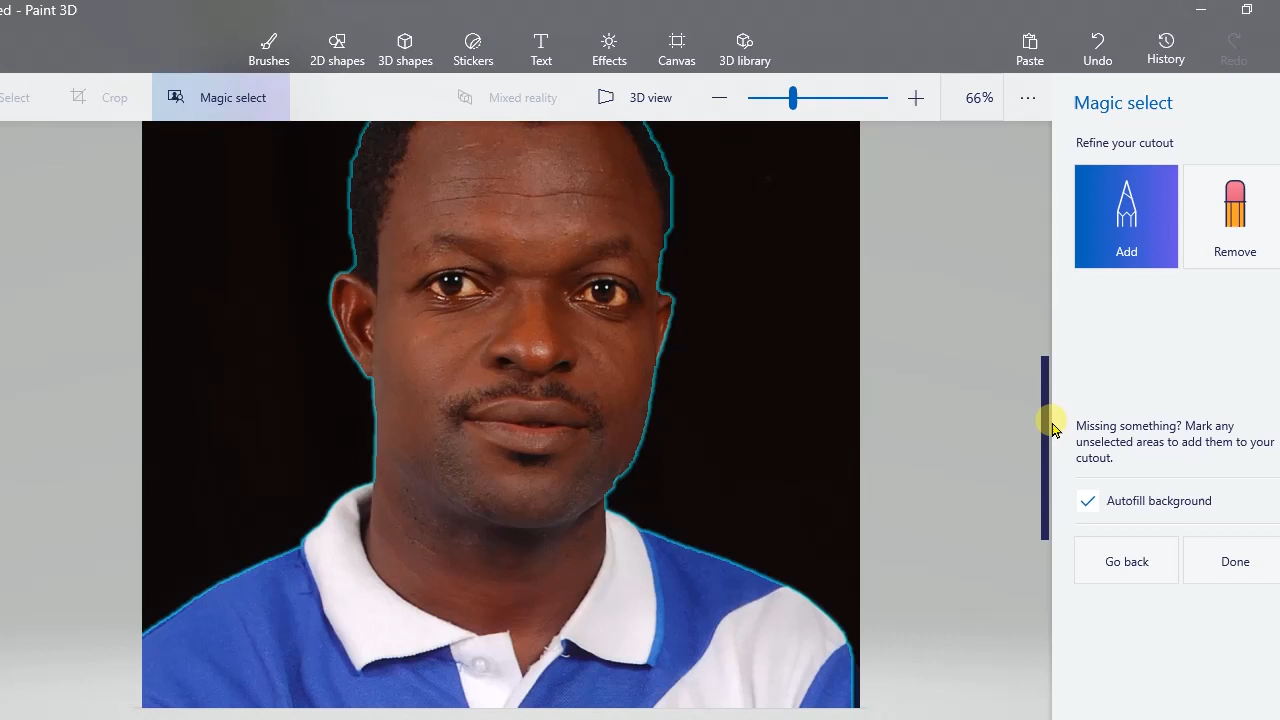 ed - Paint 3D
Brushes 2D shapes 3D shapes Stickers Text Effects Canvas 3D library Paste Undo History Redo
Select Crop Magic select Mixed reality 3D view 66%
Magic select
Refine your cutout
Add Remove
Missing something? Mark any
unselected areas to add them to your
cutout.
Autofill background
Go back Done